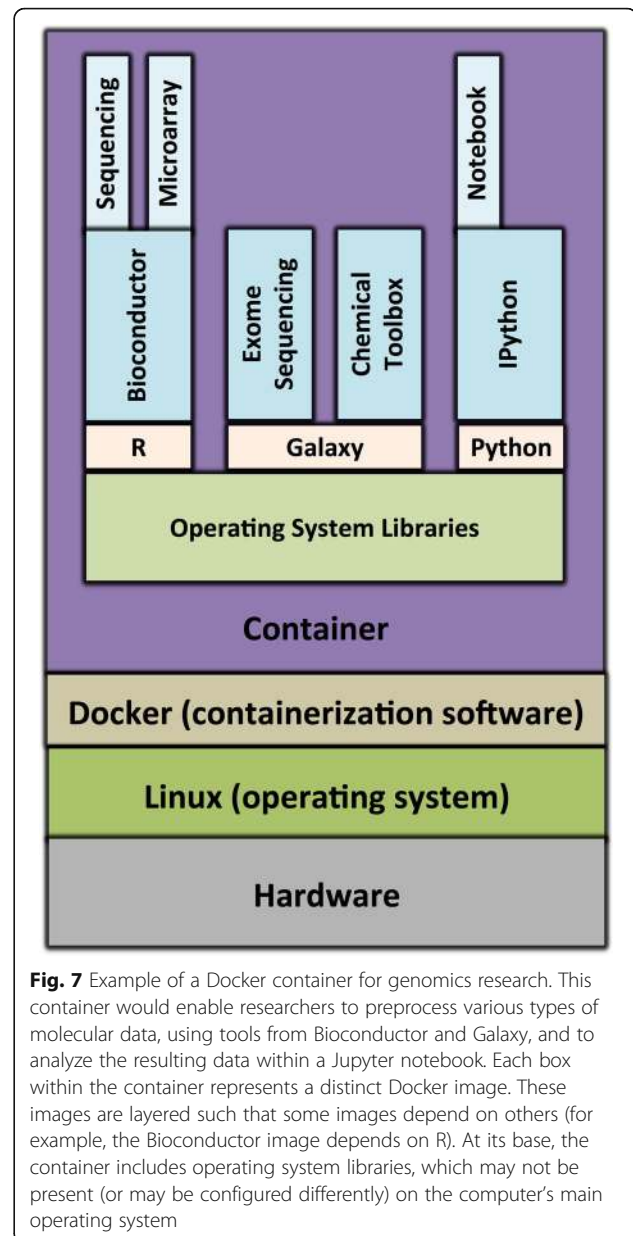 Sequencing
Microarray
Notebook
Bioconductor
Exome
Sequencing
Chemical
Toolbox
IPython
R
Galaxy
Python
Operating System Libraries
Container
Docker (containerization software)
Linux (operating system)
Hardware
Fig. 7 Example of a Docker container for genomics research. This
container would enable researchers to preprocess various types of
molecular data, using tools from Bioconductor and Galaxy, and to
analyze the resulting data within a Jupyter notebook. Each box
within the container represents a distinct Docker image. These
images are layered such that some images depend on others (for
example, the Bioconductor image depends on R). At its base, the
container includes operating system libraries, which may not be
present (or may be configured differently) on the computer's main
operating system